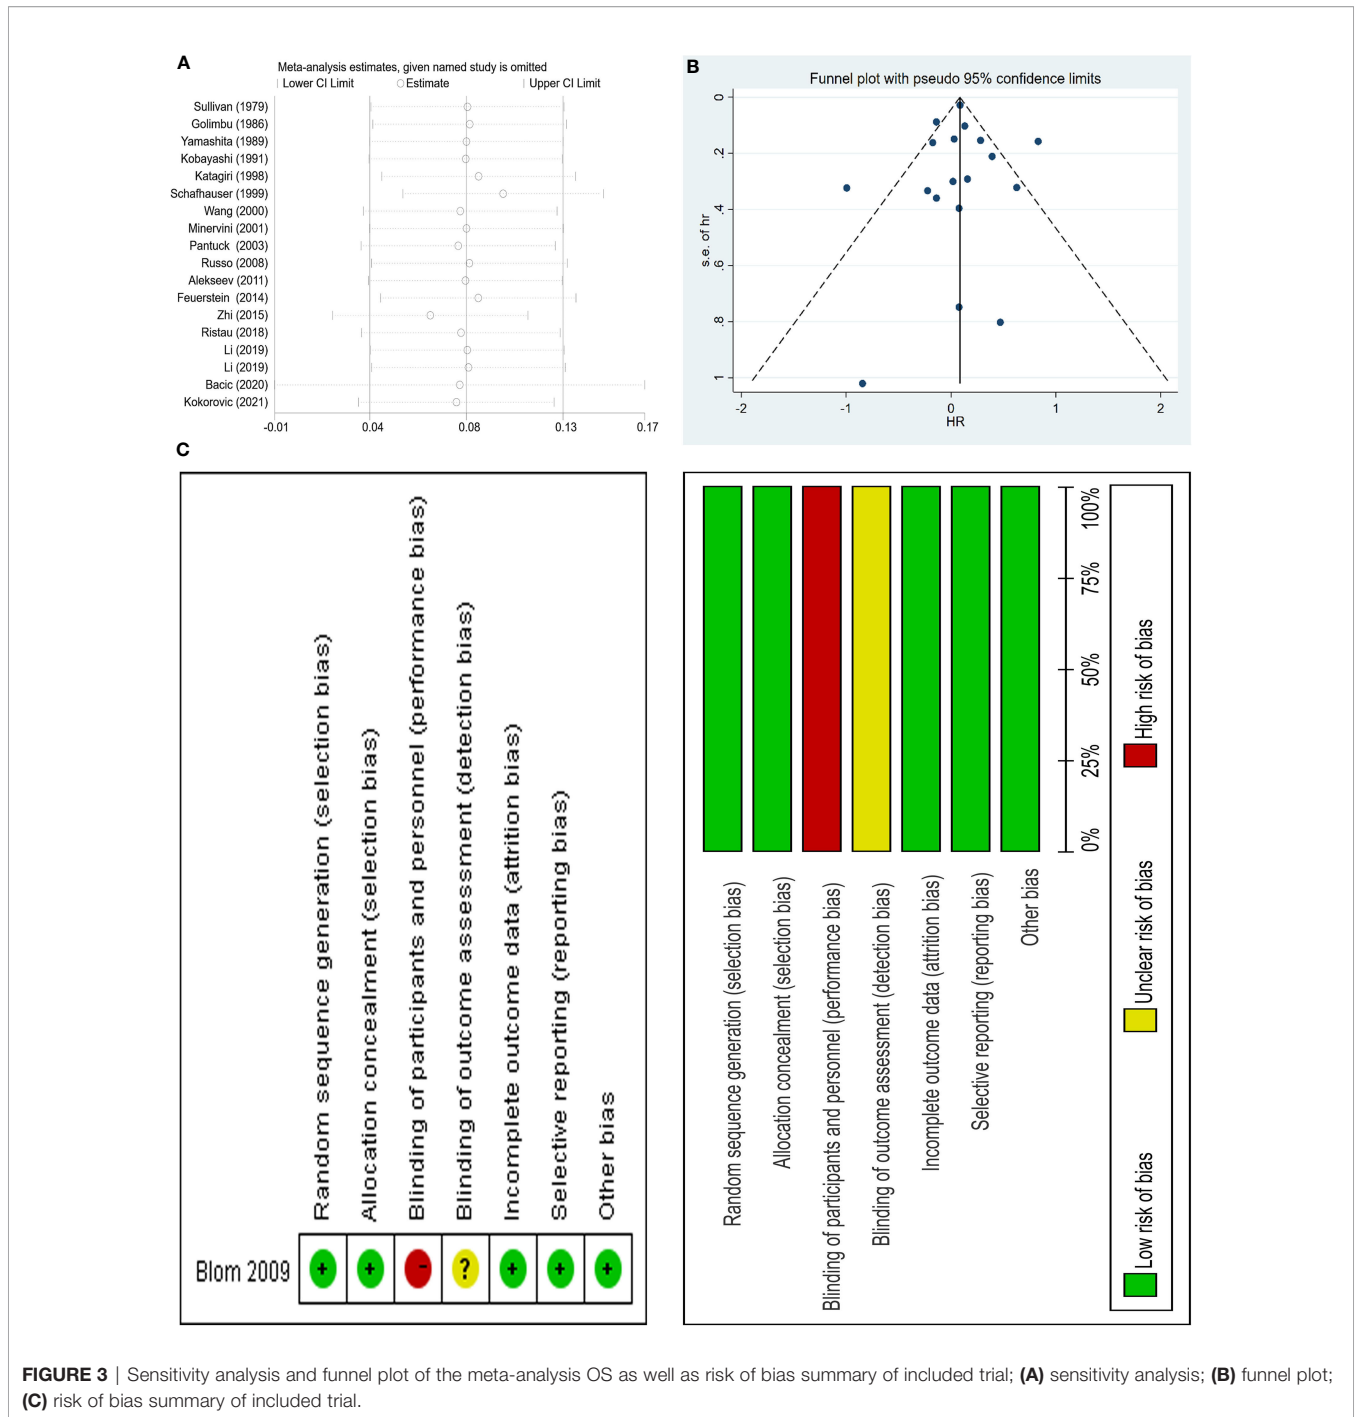 A
Meta-analysis estimates, given named study is omitted
Lower CI Limit Estimate Upper CI Limit
Sullivan (1979)
Golimbu (1986)
Yamashita (1989)
Kobayashi (1991)
Katagiri (1998)
Schafhauser (1999)
Wang (2000)
Minervini (2001)
Pantuck (2003)
Russo (2008)
Alekseev (2011)
Feuerstein (2014)
Zhi (2015)
Ristau (2018)
Li (2019)
Li (2019)
Bacic (2020)
Kokorovic (2021)
-0.01 0.04 0.08 0.13 0.17
B
Funnel plot with pseudo 95% confidence limits
s.e. of hr
0
.2
.4
.6
.8
1
-2 -1 0 1 2
HR
C
Random sequence generation (selection bias)
Allocation concealment (selection bias)
Blinding of participants and personnel (performance bias)
Blinding of outcome assessment (detection bias)
Incomplete outcome data (attrition bias)
Selective reporting (reporting bias)
Other bias
Blom 2009 + + - ? + + +
Random sequence generation (selection bias)
Allocation concealment (selection bias)
Blinding of participants and personnel (performance bias)
Blinding of outcome assessment (detection bias)
Incomplete outcome data (attrition bias)
Selective reporting (reporting bias)
Other bias
0% 25% 50% 75% 100%
Low risk of bias Unclear risk of bias High risk of bias
FIGURE 3 | Sensitivity analysis and funnel plot of the meta-analysis OS as well as risk of bias summary of included trial; (A) sensitivity analysis; (B) funnel plot;
(C) risk of bias summary of included trial.